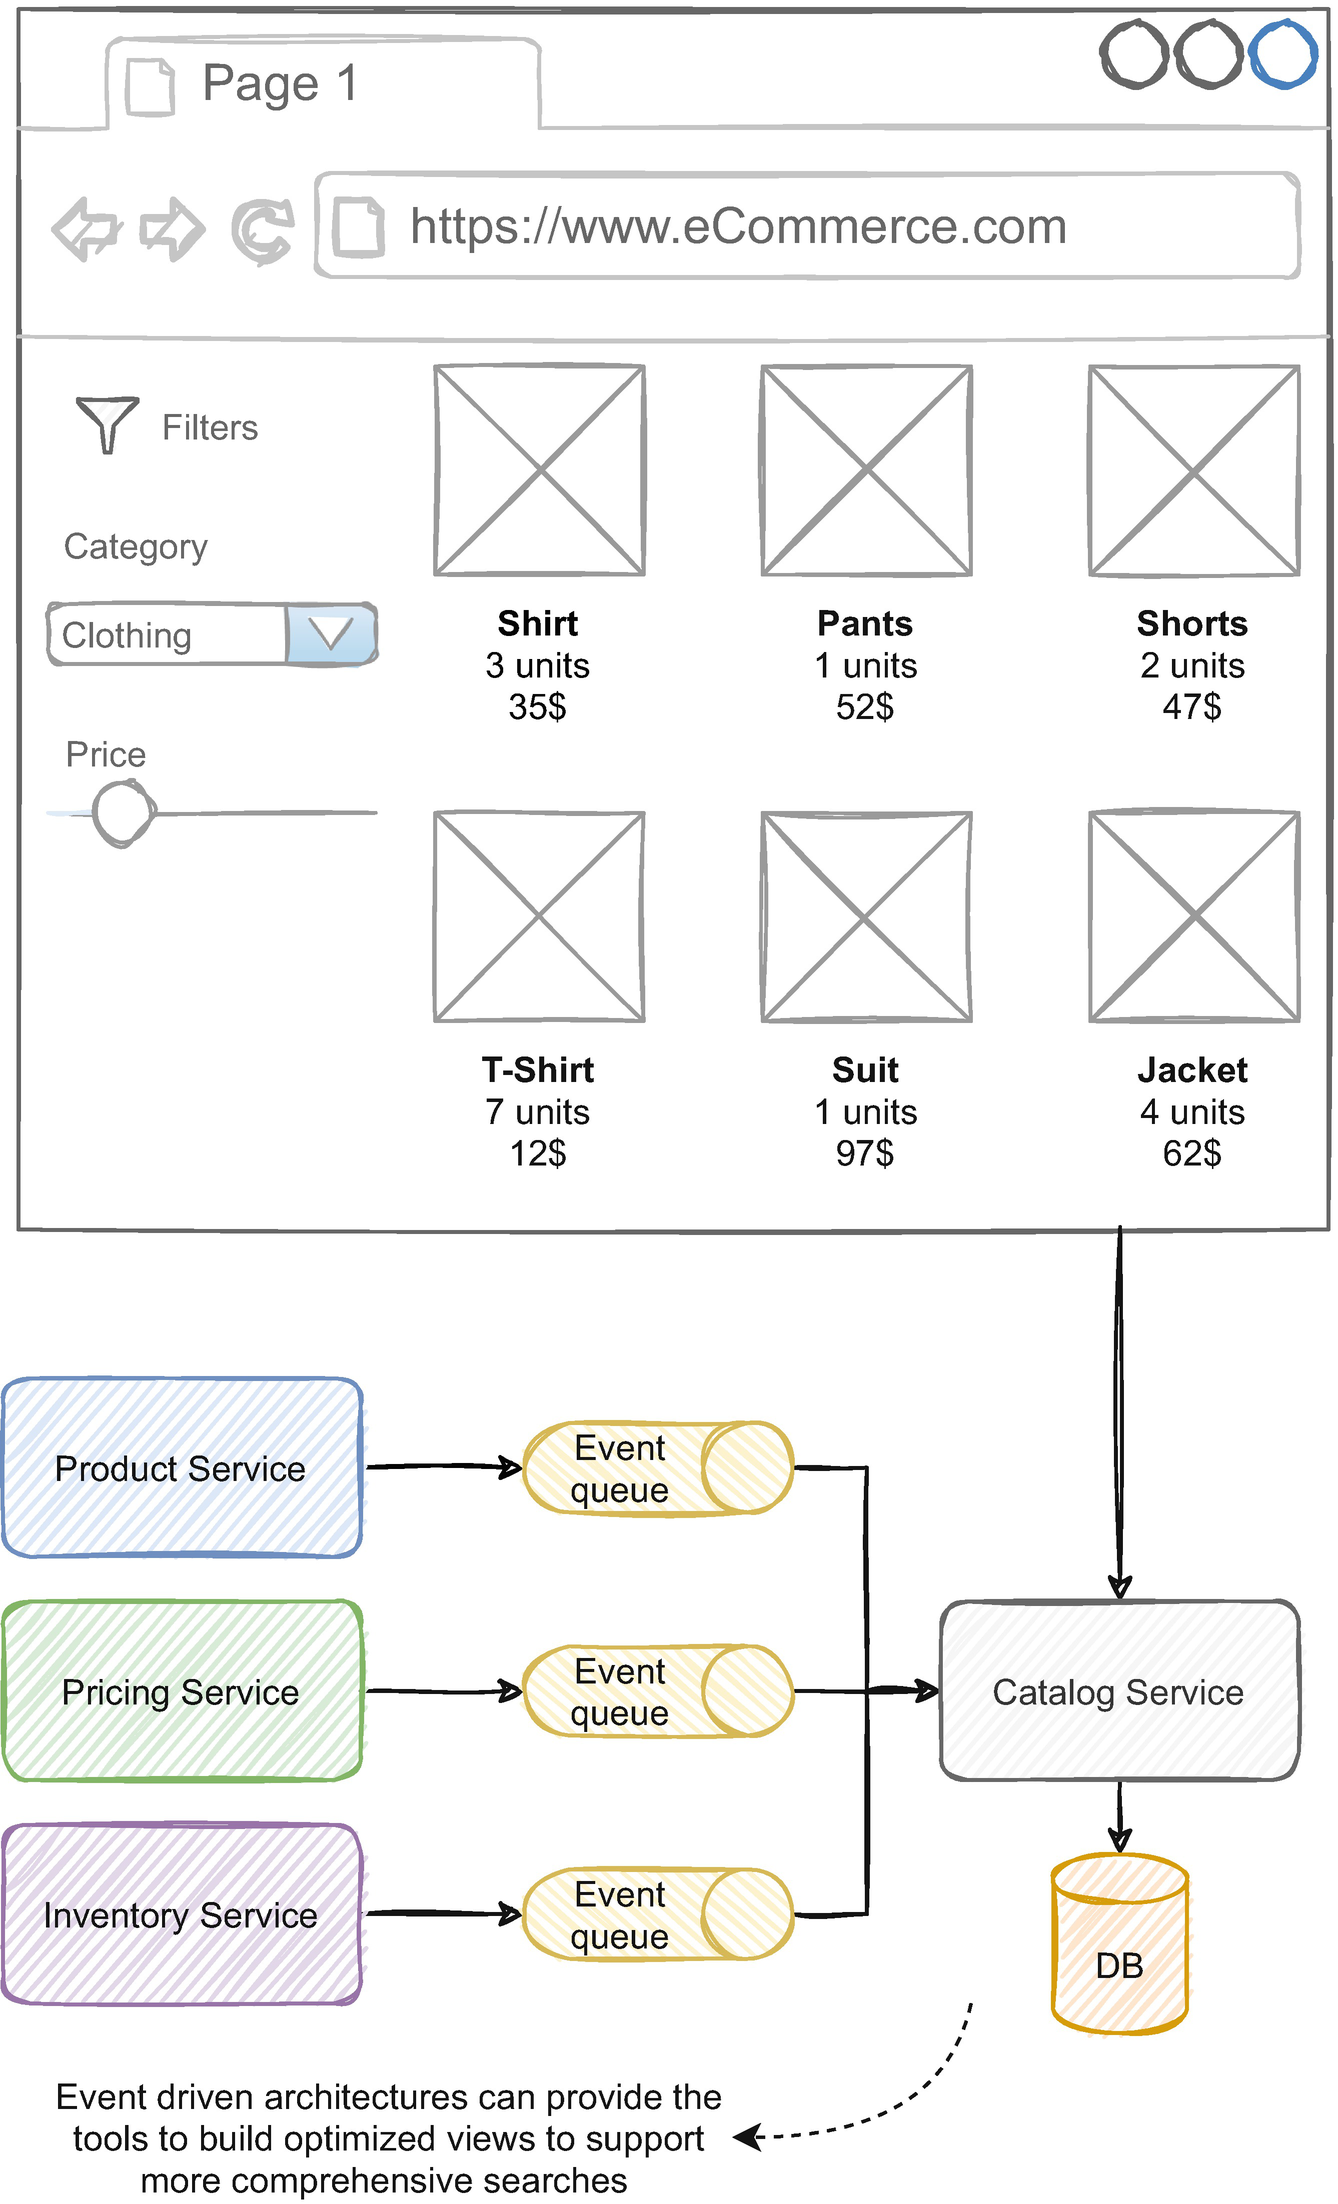 Page 1
https://www.eCommerce.com
Filters
Category
Clothing
Price
Shirt
3 units
35$
Pants
1 units
52$
Shorts
2 units
47$
T-Shirt
7 units
12$
Suit
1 units
97$
Jacket
4 units
62$
Product Service
Event
queue
Pricing Service
Event
queue
Catalog Service
Inventory Service
Event
queue
DB
Event driven architectures can provide the
tools to build optimized views to support
more comprehensive searches